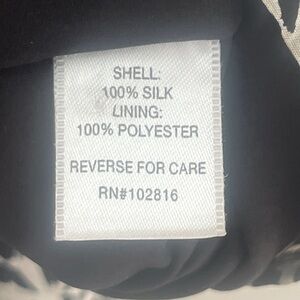 SHELL:
100% SILK
LINING:
100% POLYESTER
REVERSE FOR CARE
RN#102816